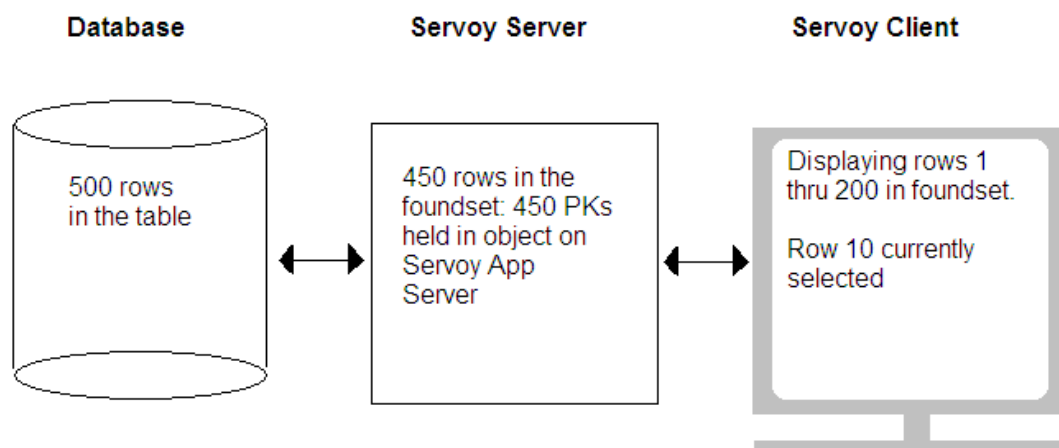 Database
Servoy Server
Servoy Client
500 rows
in the table
450 rows in the
foundset: 450 PKs
held in object on
Servoy App
Server
Displaying rows 1
thru 200 in foundset.
Row 10 currently
selected